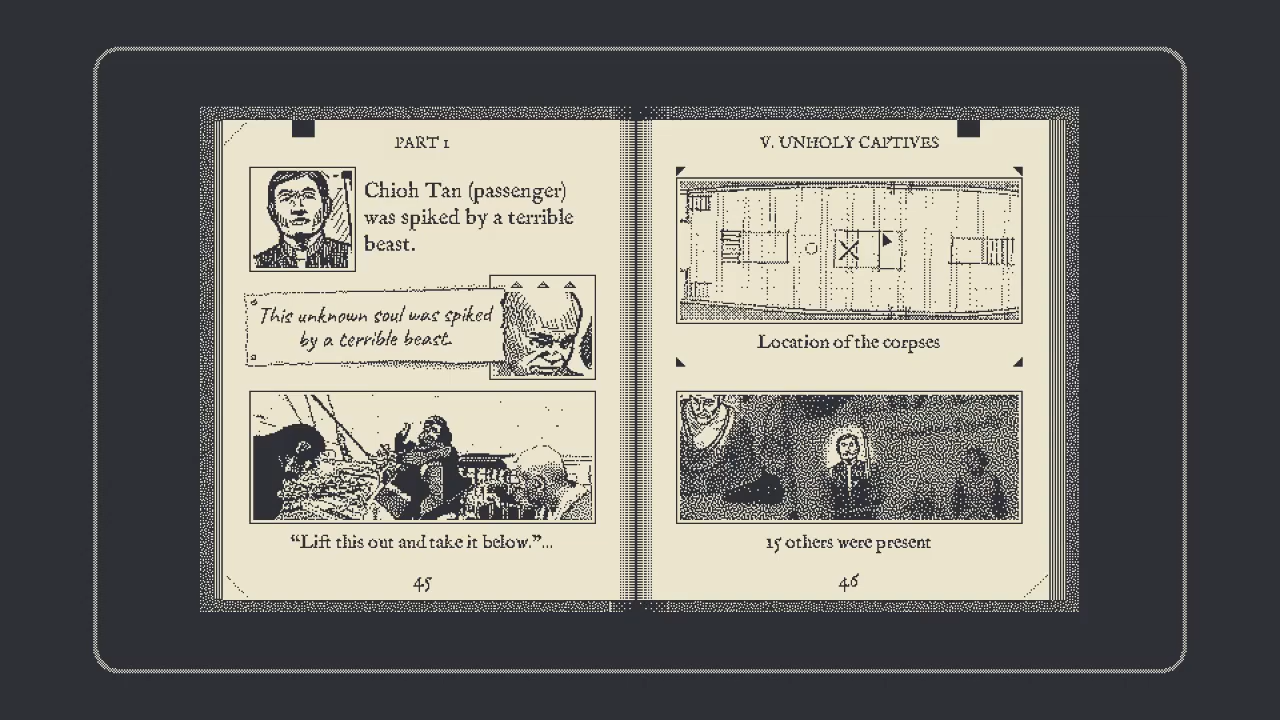 PART 1
Chioh Tan (passenger)
was spiked by a terrible
beast.
This unknown soul was spiked
by a terrible beast.
“Lift this out and take it below.”...
45
V. UNHOLY CAPTIVES
Location of the corpses
15 others were present
46